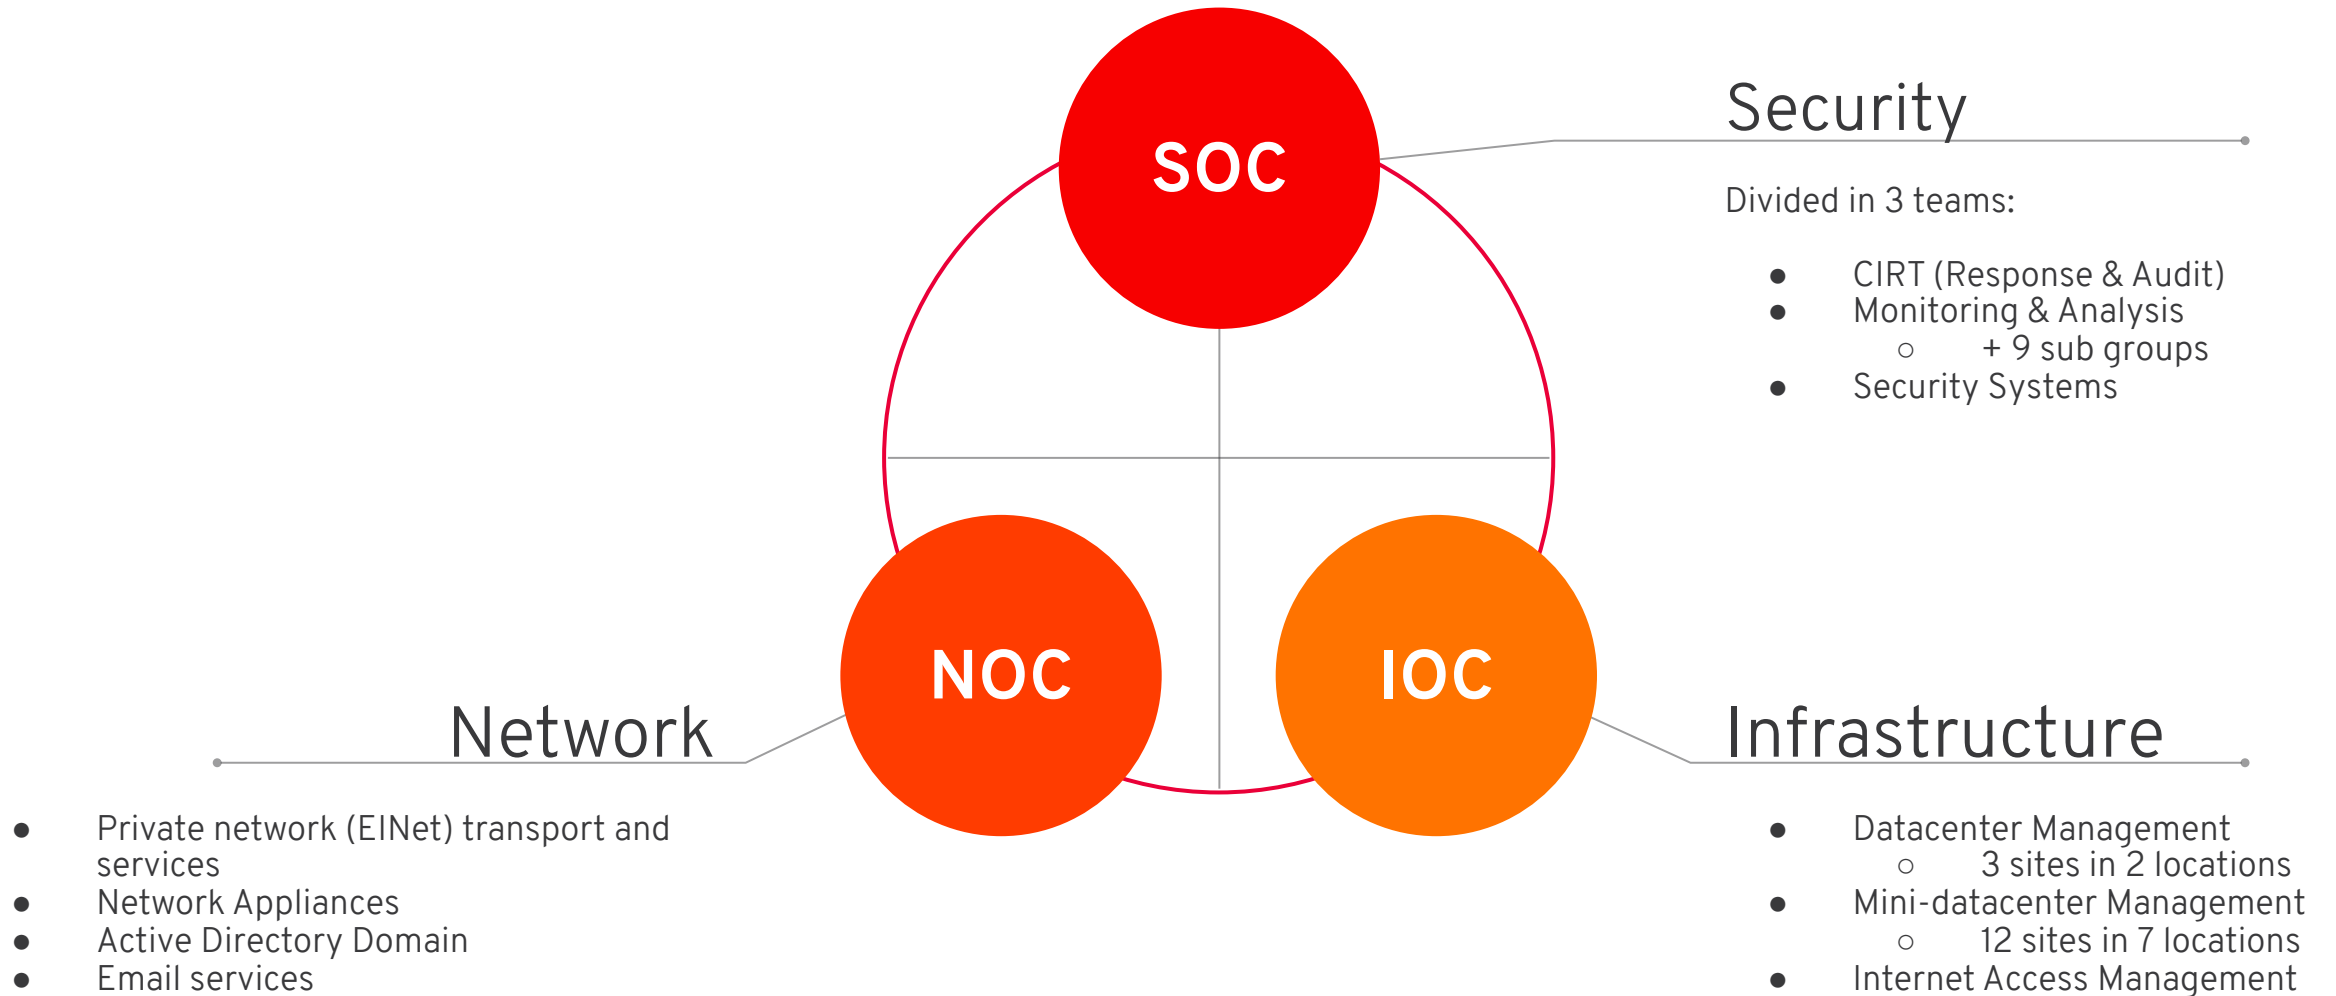 SOC
Security
Divided in 3 teams:
● CIRT (Response & Audit)
● Monitoring & Analysis
○ + 9 sub groups
● Security Systems
NOC
IOC
Network
● Private network (EINet) transport and
services
● Network Appliances
● Active Directory Domain
● Email services
Infrastructure
● Datacenter Management
○ 3 sites in 2 locations
● Mini-datacenter Management
○ 12 sites in 7 locations
● Internet Access Management